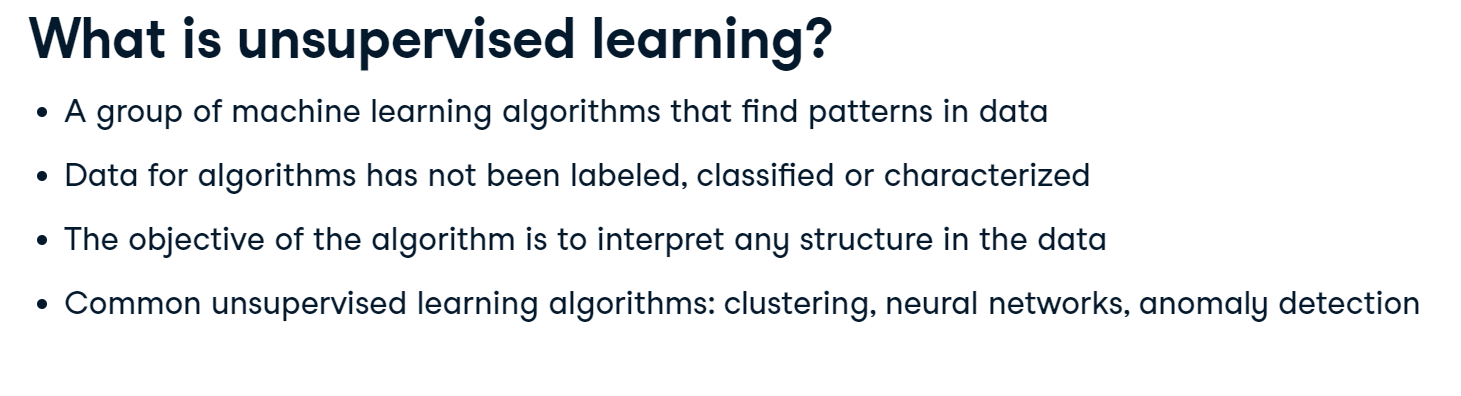 What is unsupervised learning?
• A group of machine learning algorithms that find patterns in data
• Data for algorithms has not been labeled, classified or characterized
• The objective of the algorithm is to interpret any structure in the data
• Common unsupervised learning algorithms: clustering, neural networks, anomaly detection